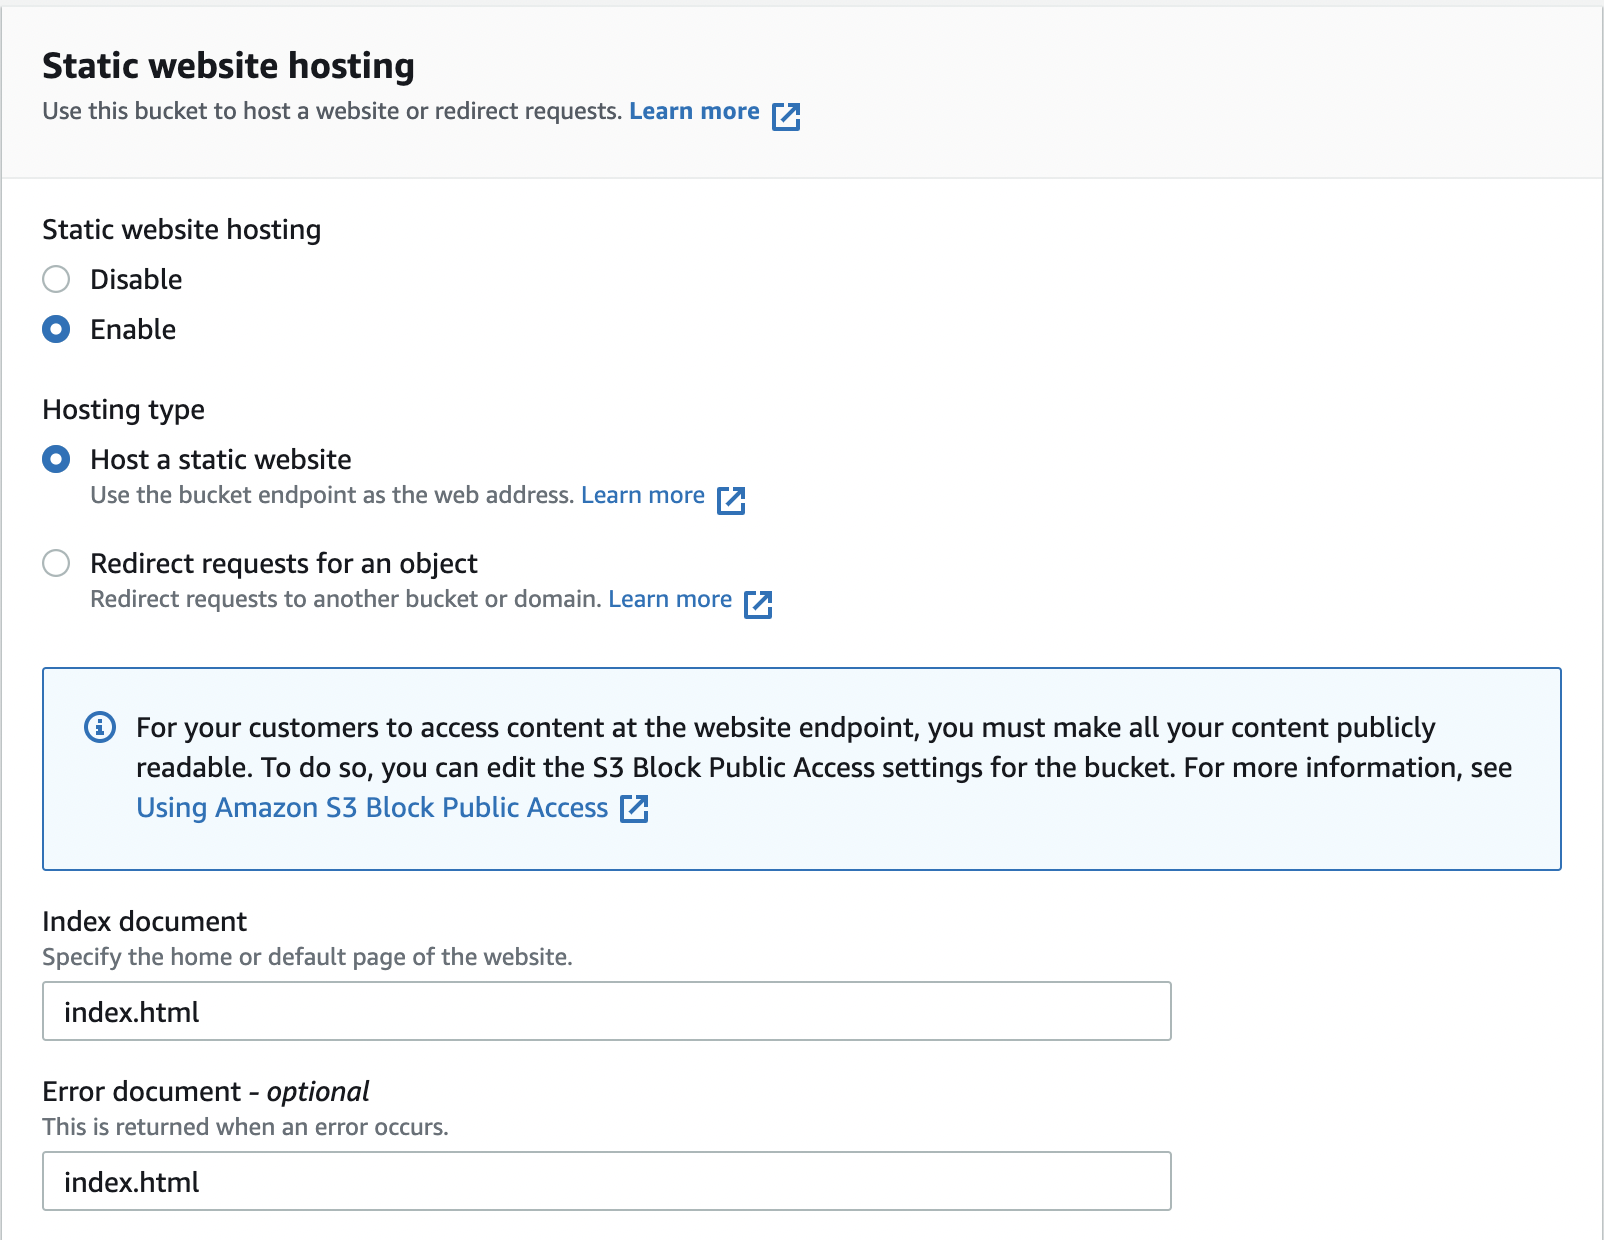 Static website hosting
Use this bucket to host a website or redirect requests. Learn more
Static website hosting
Disable
Enable
Hosting type
Host a static website
Use the bucket endpoint as the web address. Learn more
Redirect requests for an object
Redirect requests to another bucket or domain. Learn more
For your customers to access content at the website endpoint, you must make all your content publicly
readable. To do so, you can edit the S3 Block Public Access settings for the bucket. For more information, see
Using Amazon S3 Block Public Access
Index document
Specify the home or default page of the website.
index.html
Error document - optional
This is returned when an error occurs.
index.html